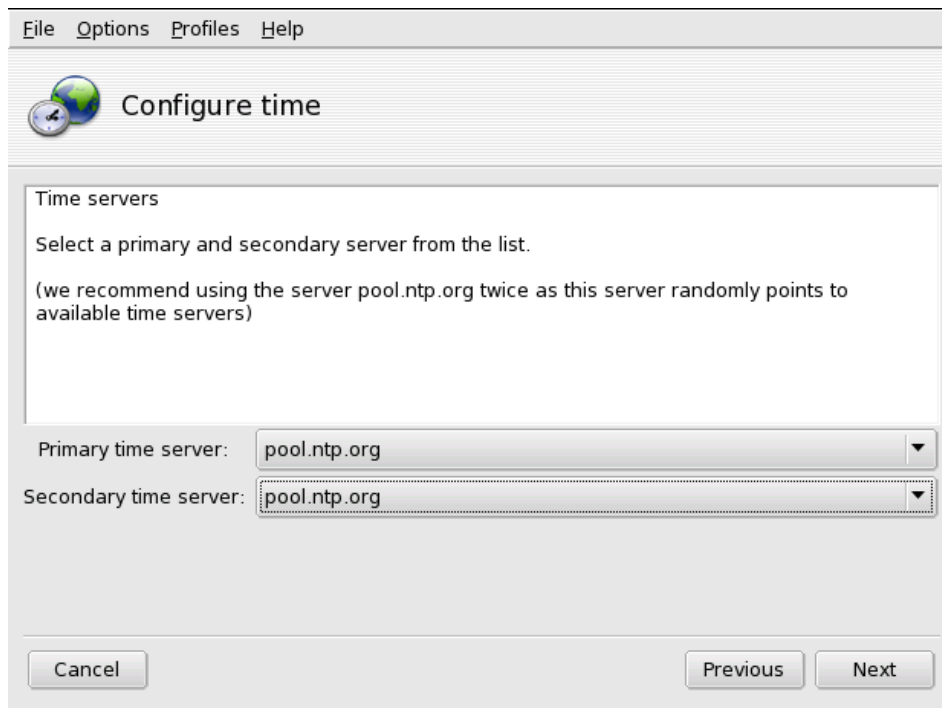 File Options Profiles Help
Configure time
Time servers
Select a primary and secondary server from the list.
(we recommend using the server pool.ntp.org twice as this server randomly points to
available time servers)
Primary time server: pool.ntp.org
Secondary time server: pool.ntp.org
Cancel Previous Next